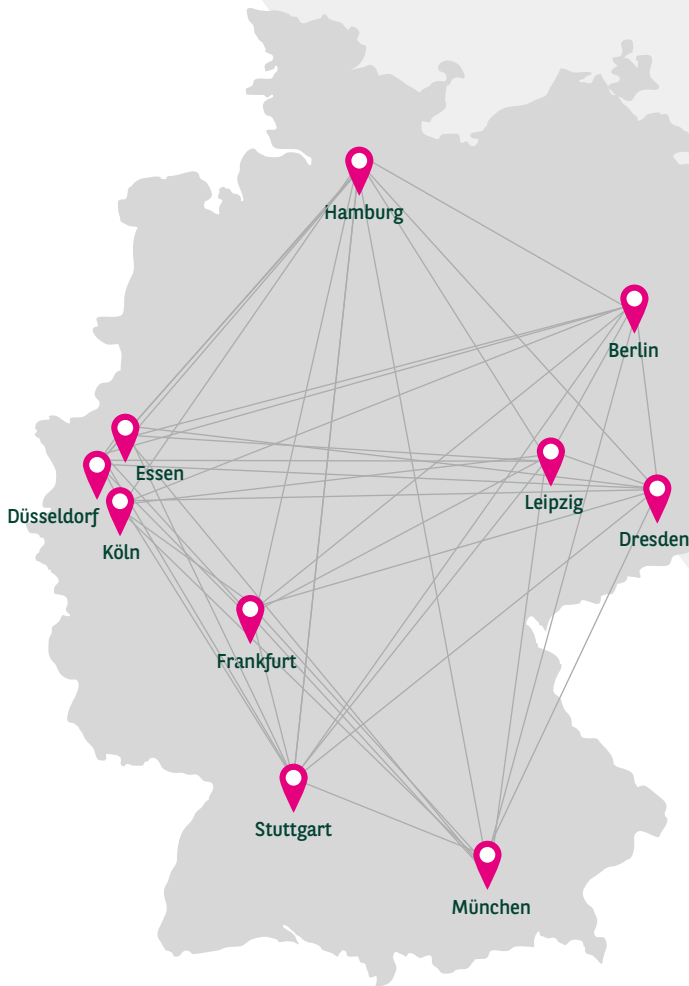 Hamburg
Berlin
Essen
Leipzig
Düsseldorf
Dresden
Köln
Frankfurt
Stuttgart
München